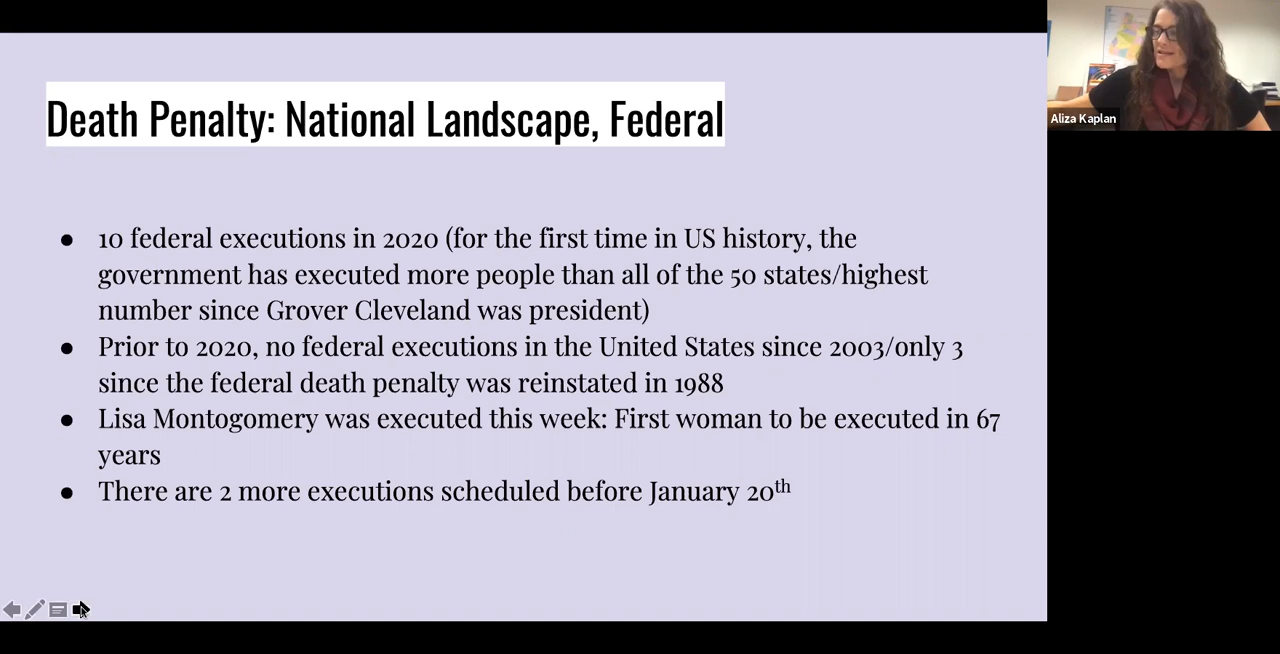 Death Penalty: National Landscape, Federal
● 10 federal executions in 2020 (for the first time in US history, the
government has executed more people than all of the 50 states/highest
number since Grover Cleveland was president)
● Prior to 2020, no federal executions in the United States since 2003/only 3
since the federal death penalty was reinstated in 1988
● Lisa Montogomery was executed this week: First woman to be executed in 67
years
● There are 2 more executions scheduled before January 20th
Aliza Kaplan